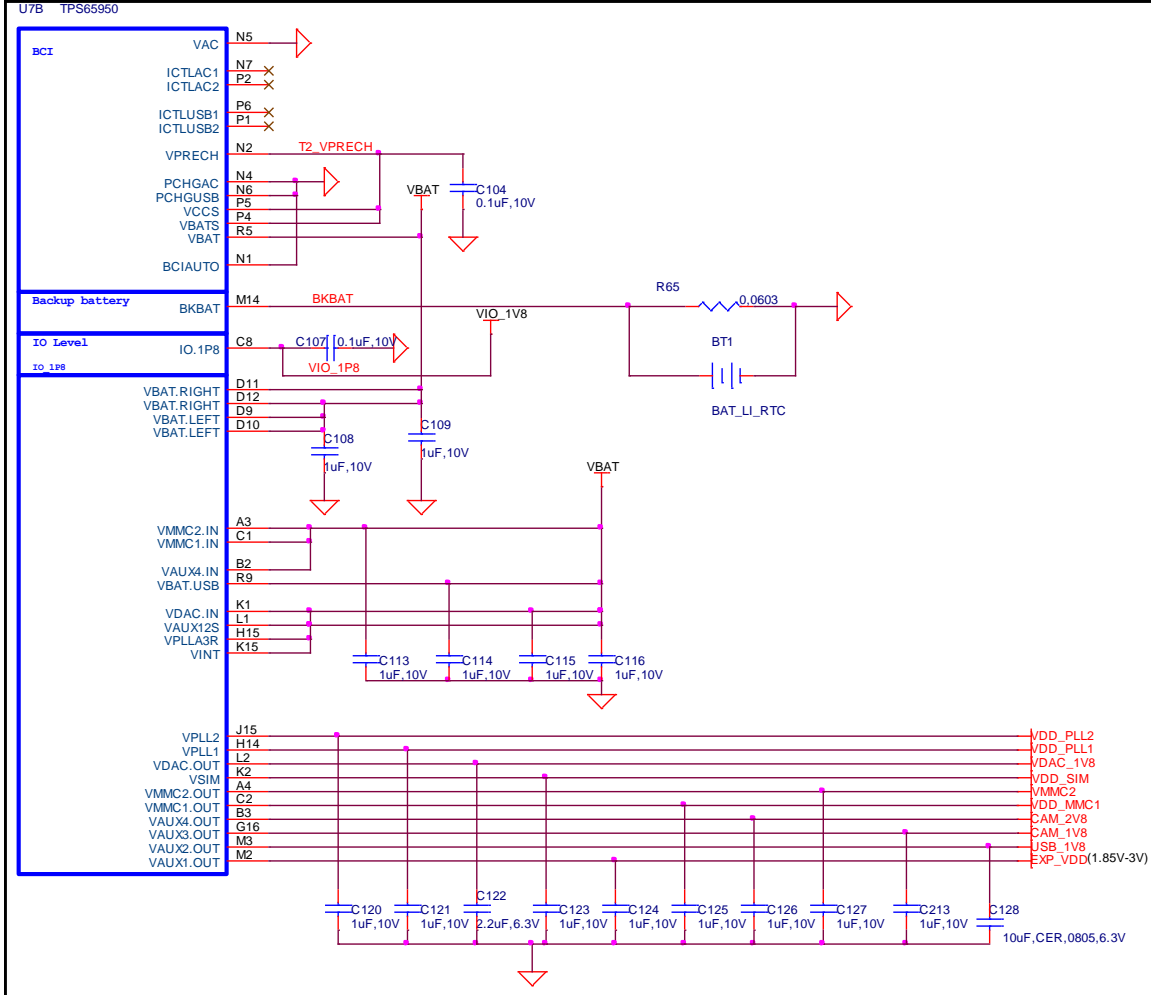 U7B TPS65950
BCI
VAC N5
ICTLAC1 N7
ICTLAC2 P2
ICTLUSB1 P6
ICTLUSB2 P1
VPRECH N2 T2_VPRECH
PCHGAC N4
PCHGUSB N6
VCCS P5
VBATS P4
VBAT R5
BCIAUTO N1
VBAT
C104
0.1uF,10V
Backup battery
BKBAT M14 BKBAT
R65
0,0603
BT1
BAT_LI_RTC
IO Level
IO_1P8
IO.1P8 C8
C107 0.1uF,10V
VIO_1P8
VIO_1V8
VBAT.RIGHT D11
VBAT.RIGHT D12
VBAT.LEFT D9
VBAT.LEFT D10
C108
1uF,10V
C109
1uF,10V
VBAT
VMMC2.IN A3
VMMC1.IN C1
VAUX4.IN B2
VBAT.USB R9
VDAC.IN K1
VAUX12S L1
VPLLA3R H15
VINT K15
C113
1uF,10V
C114
1uF,10V
C115
1uF,10V
C116
1uF,10V
VPLL2 J15 VDD_PLL2
VPLL1 H14 VDD_PLL1
VDAC.OUT L2 VDAC_1V8
VSIM K2 VDD_SIM
VMMC2.OUT A4 VMMC2
VMMC1.OUT C2 VDD_MMC1
VAUX4.OUT B3 CAM_2V8
VAUX3.OUT G16 CAM_1V8
VAUX2.OUT M3 USB_1V8
VAUX1.OUT M2 EXP_VDD(1.85V-3V)
C120
1uF,10V
C121
1uF,10V
C122
2.2uF,6.3V
C123
1uF,10V
C124
1uF,10V
C125
1uF,10V
C126
1uF,10V
C127
1uF,10V
C213
1uF,10V
C128
10uF,CER,0805,6.3V